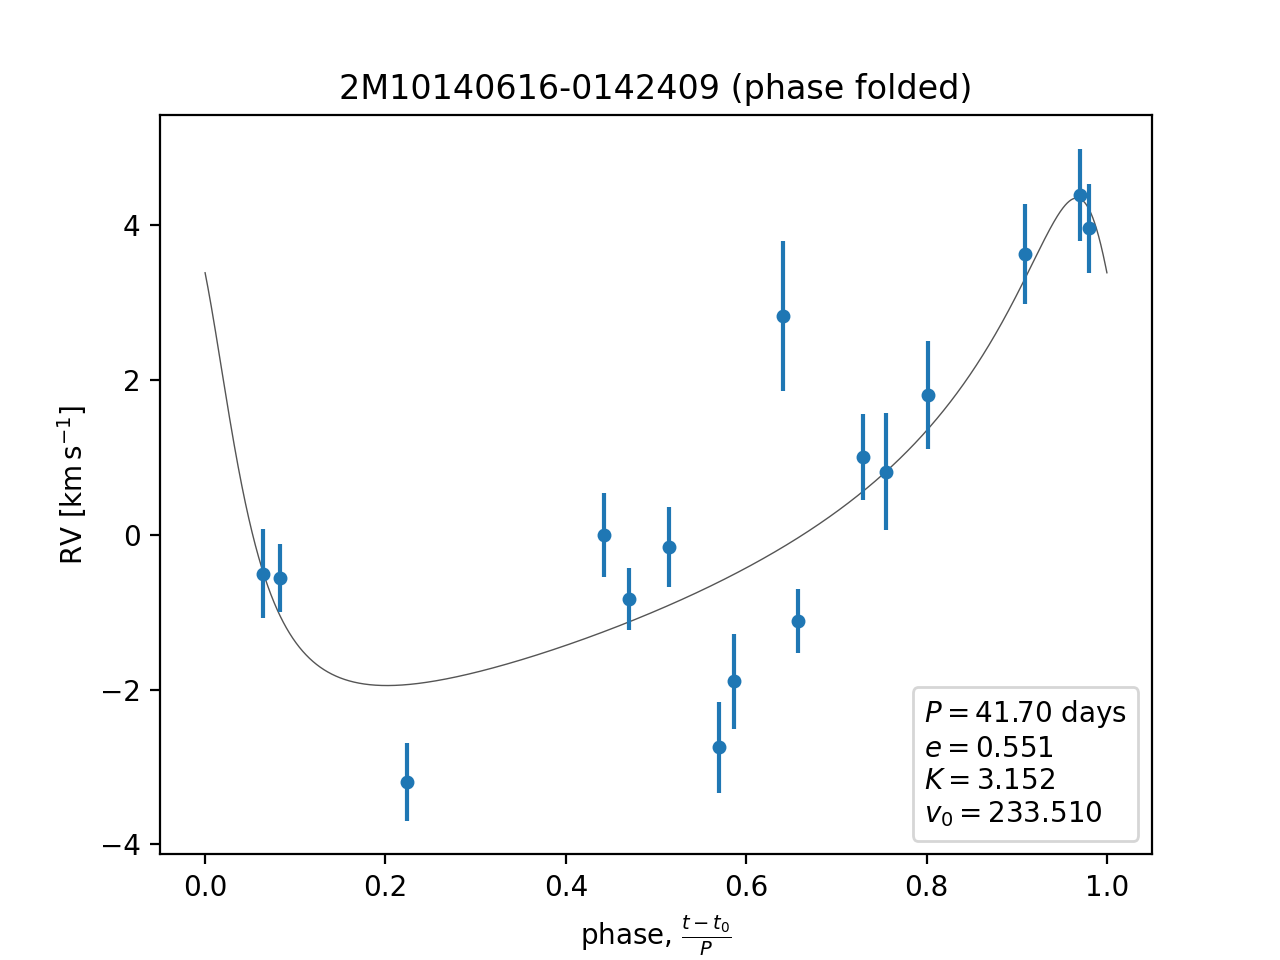 2M10140616-0142409 (phase folded)
RV [km s⁻¹]
4
2
0
−2
−4
P = 41.70 days
e = 0.551
K = 3.152
v₀ = 233.510
0.0 0.2 0.4 0.6 0.8 1.0
phase, (t − t₀)/P